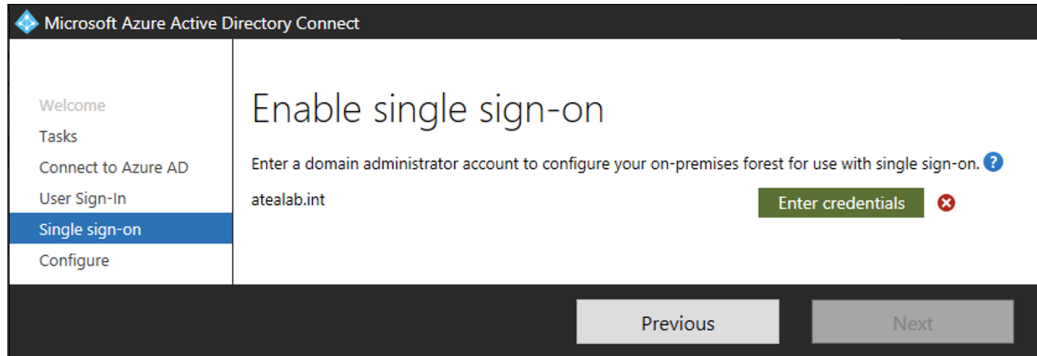 Microsoft Azure Active Directory Connect
Welcome
Tasks
Connect to Azure AD
User Sign-In
Single sign-on
Configure
Enable single sign-on
Enter a domain administrator account to configure your on-premises forest for use with single sign-on. ?
atealab.int
Enter credentials
Previous
Next